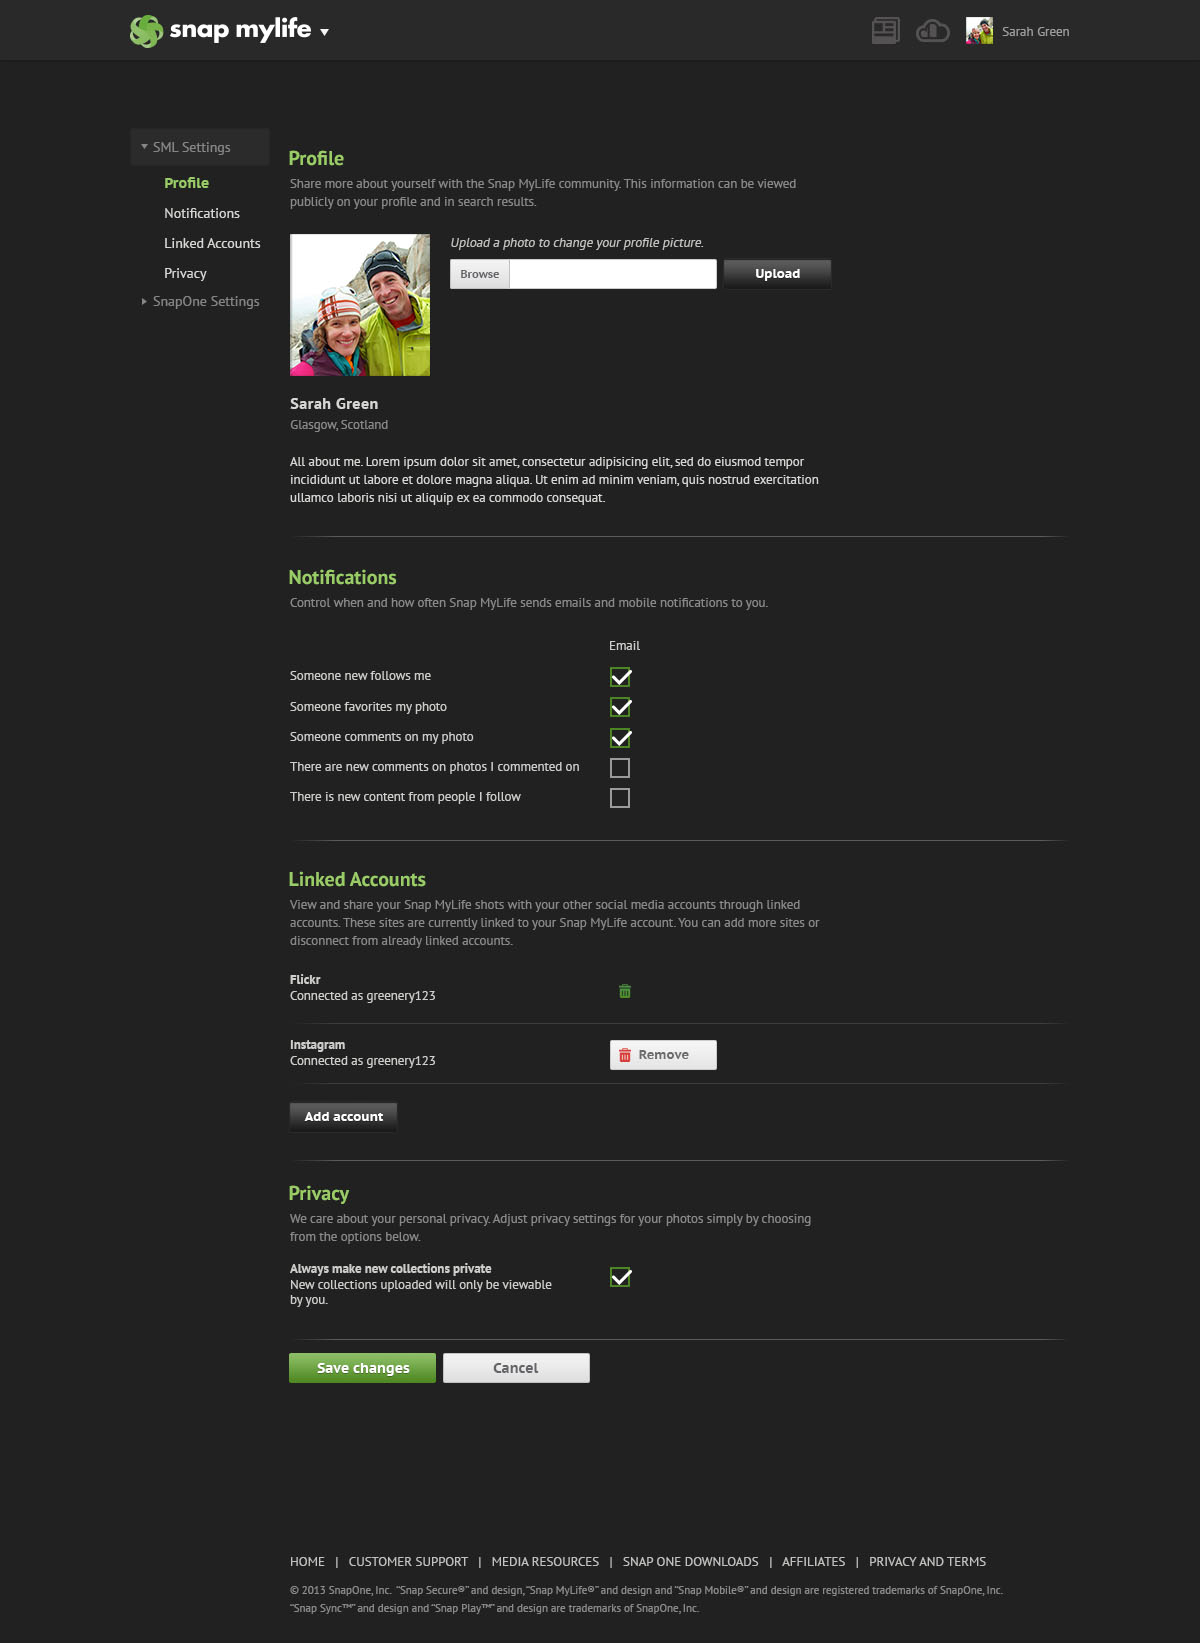 snap mylife
Sarah Green
SML Settings
Profile
Notifications
Linked Accounts
Privacy
SnapOne Settings
Profile
Share more about yourself with the Snap MyLife community. This information can be viewed
publicly on your profile and in search results.
Upload a photo to change your profile picture.
Browse
Upload
Sarah Green
Glasgow, Scotland
All about me. Lorem ipsum dolor sit amet, consectetur adipisicing elit, sed do eiusmod tempor
incididunt ut labore et dolore magna aliqua. Ut enim ad minim veniam, quis nostrud exercitation
ullamco laboris nisi ut aliquip ex ea commodo consequat.
Notifications
Control when and how often Snap MyLife sends emails and mobile notifications to you.
Email
Someone new follows me
Someone favorites my photo
Someone comments on my photo
There are new comments on photos I commented on
There is new content from people I follow
Linked Accounts
View and share your Snap MyLife shots with your other social media accounts through linked
accounts. These sites are currently linked to your Snap MyLife account. You can add more sites or
disconnect from already linked accounts.
Flickr
Connected as greenery123
Instagram
Connected as greenery123
Remove
Add account
Privacy
We care about your personal privacy. Adjust privacy settings for your photos simply by choosing
from the options below.
Always make new collections private
New collections uploaded will only be viewable
by you.
Save changes
Cancel
HOME | CUSTOMER SUPPORT | MEDIA RESOURCES | SNAP ONE DOWNLOADS | AFFILIATES | PRIVACY AND TERMS
© 2013 SnapOne, Inc. "Snap Secure®" and design, "Snap MyLife®" and design and "Snap Mobile®" and design are registered trademarks of SnapOne, Inc.
"Snap Sync™" and design and "Snap Play™" and design are trademarks of SnapOne, Inc.